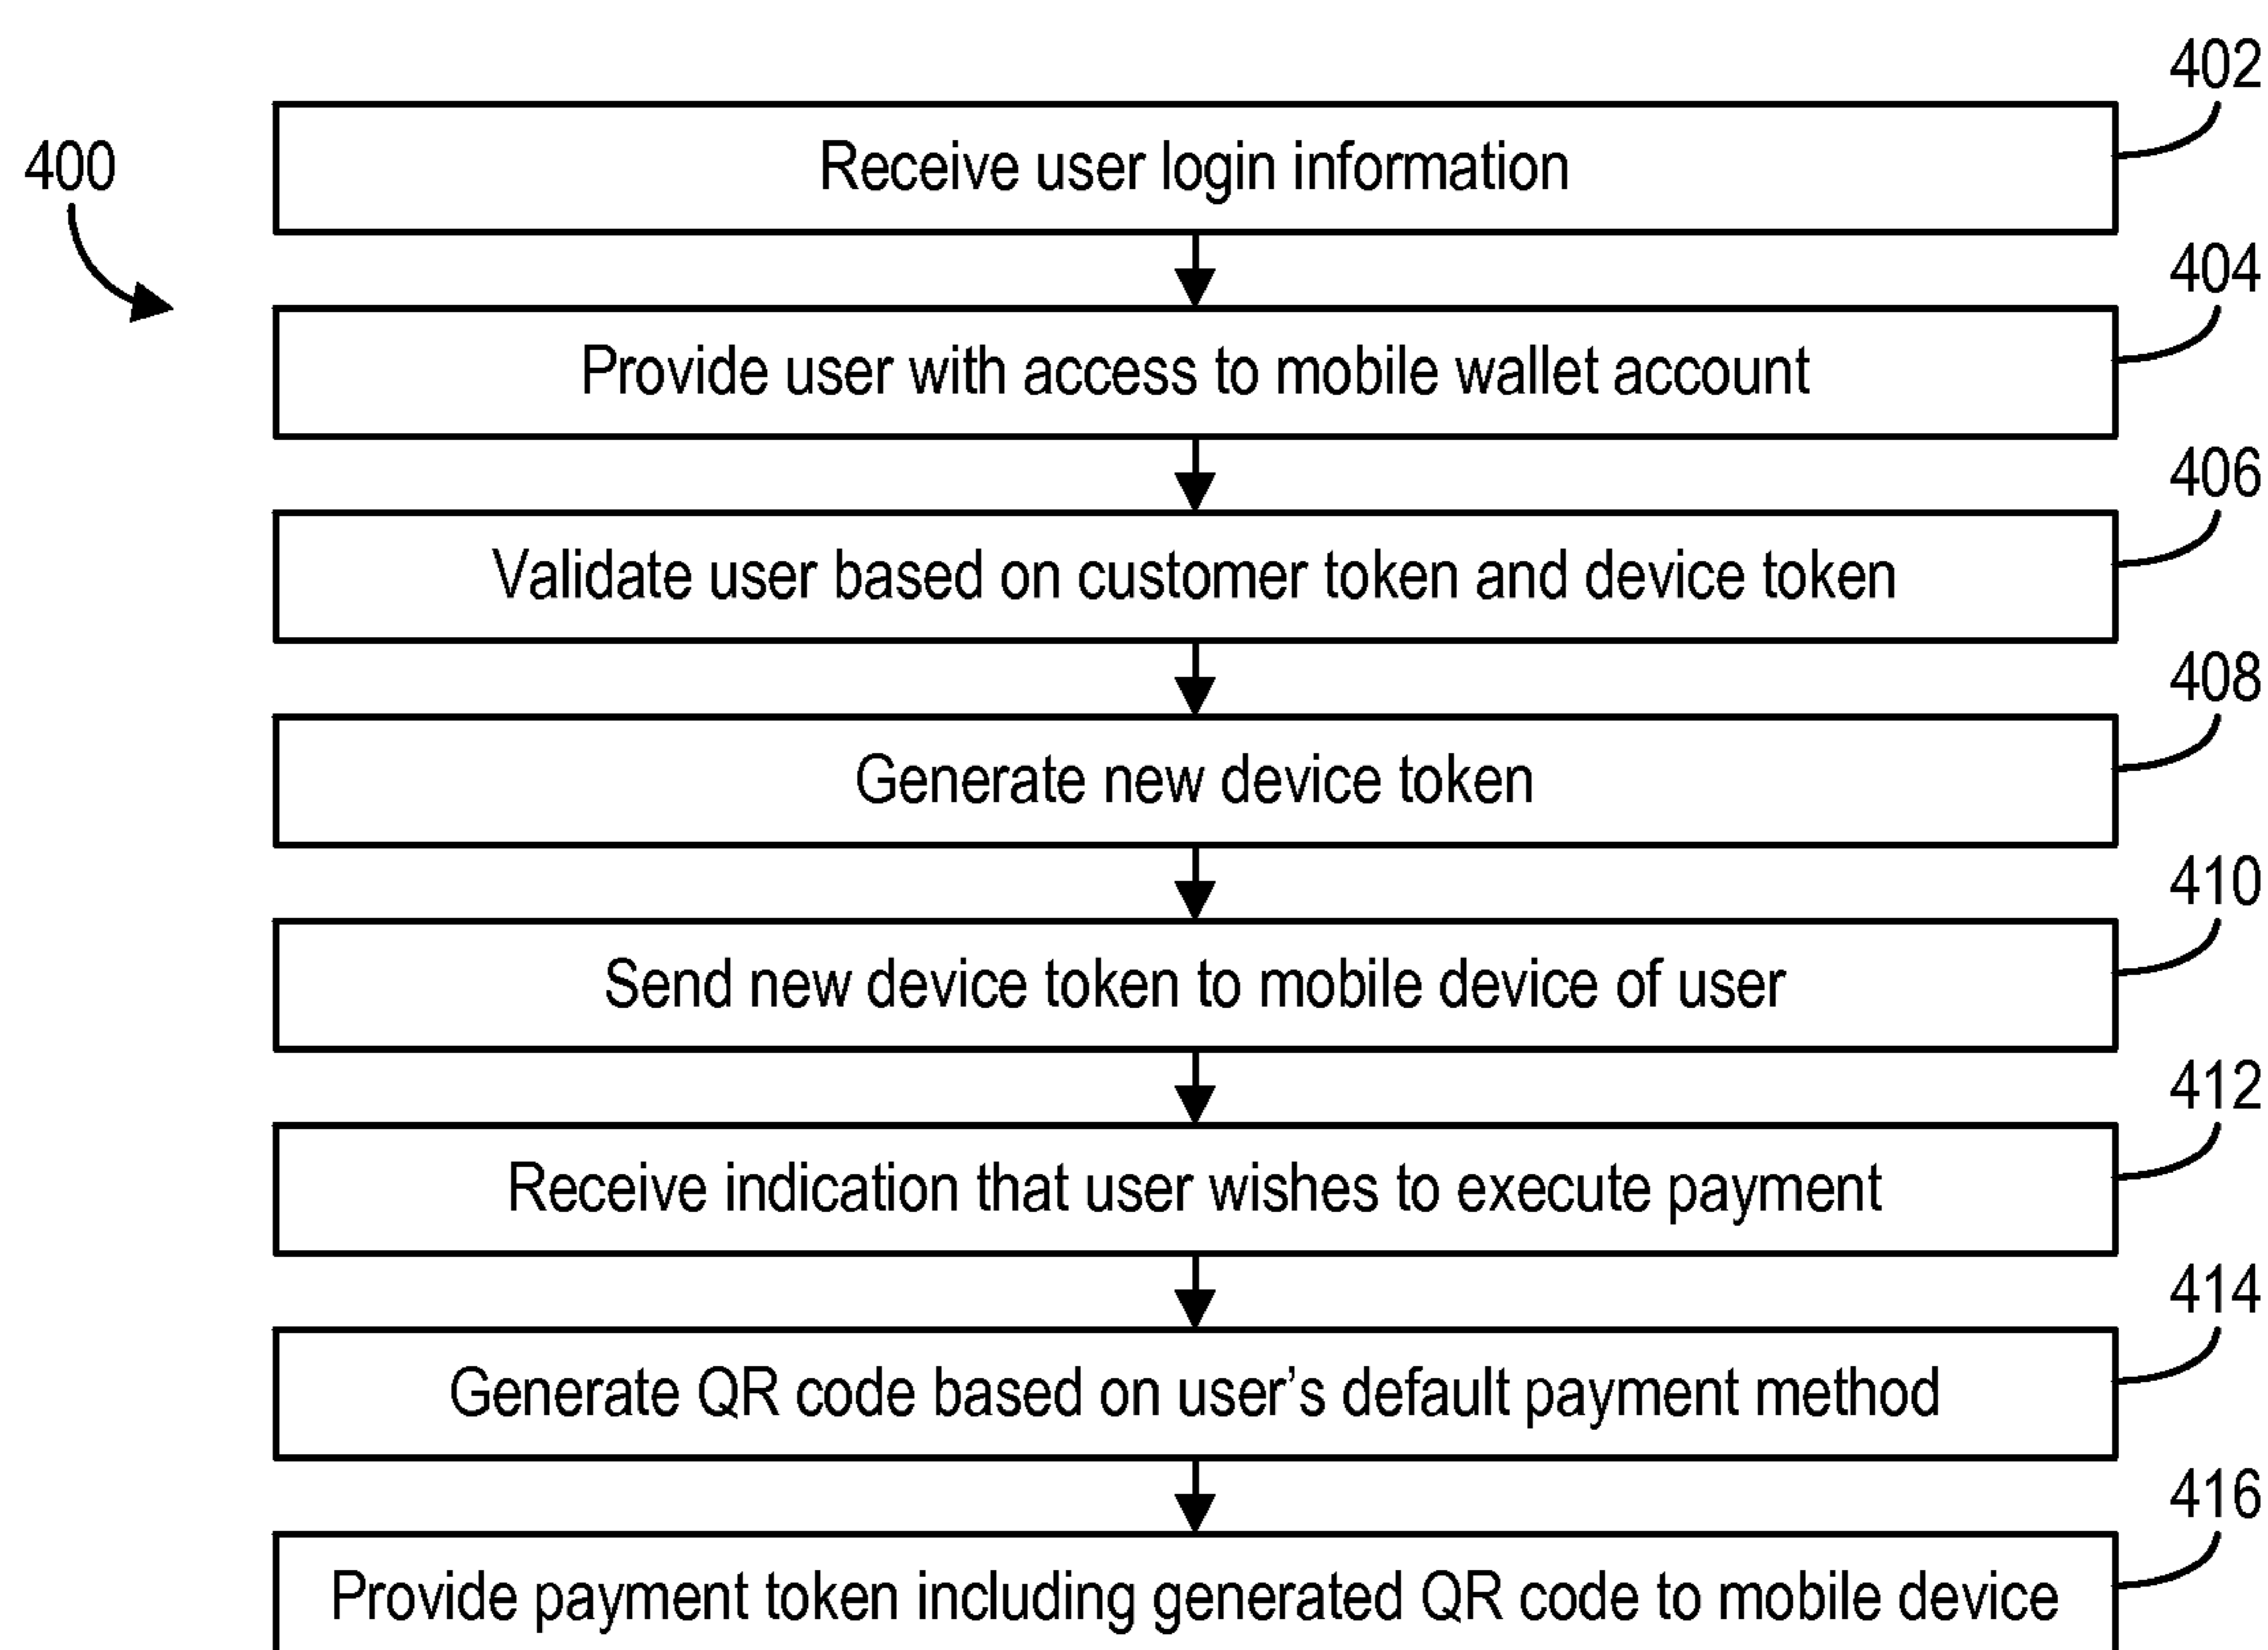 402
Receive user login information
400
404
Provide user with access to mobile wallet account
406
Validate user based on customer token and device token
408
Generate new device token
410
Send new device token to mobile device of user
412
Receive indication that user wishes to execute payment
414
Generate QR code based on user’s default payment method
416
Provide payment token including generated QR code to mobile device